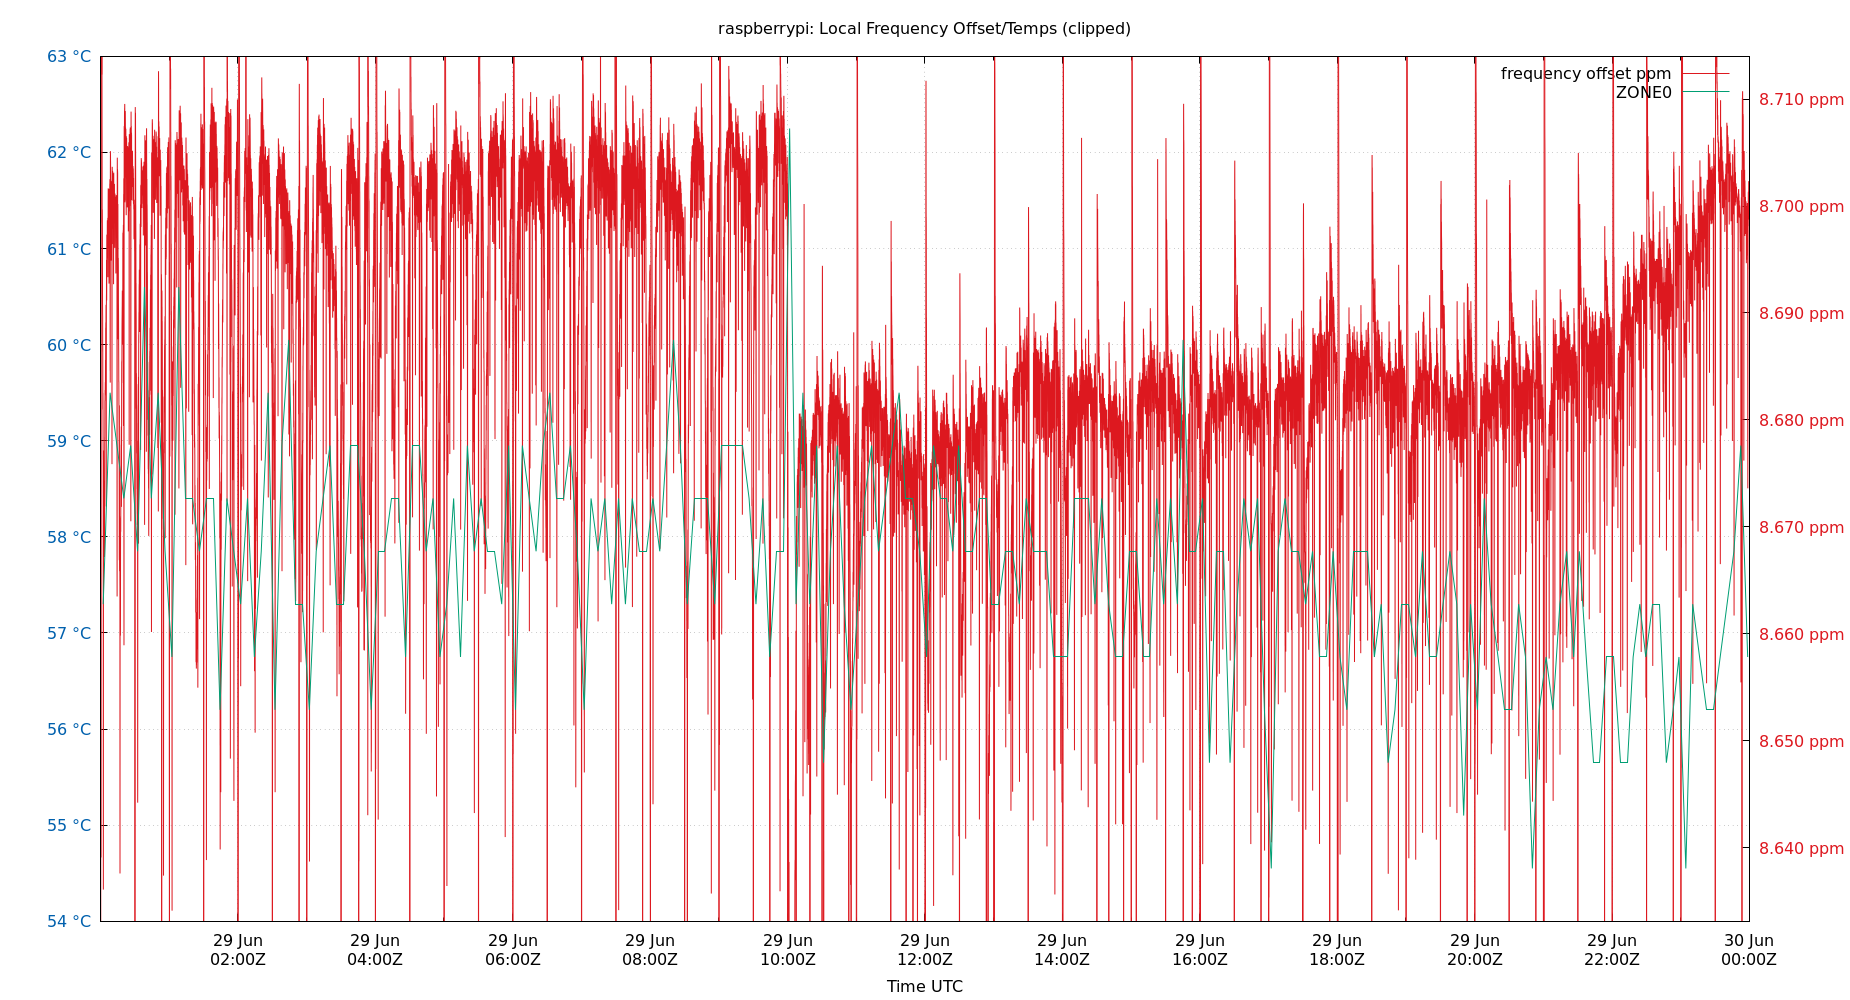 raspberrypi: Local Frequency Offset/Temps (clipped)
63 °C
62 °C
61 °C
60 °C
59 °C
58 °C
57 °C
56 °C
55 °C
54 °C
frequency offset ppm
ZONE0
8.710 ppm
8.700 ppm
8.690 ppm
8.680 ppm
8.670 ppm
8.660 ppm
8.650 ppm
8.640 ppm
29 Jun 29 Jun 29 Jun 29 Jun 29 Jun 29 Jun 29 Jun 29 Jun 29 Jun 29 Jun 29 Jun 30 Jun
02:00Z 04:00Z 06:00Z 08:00Z 10:00Z 12:00Z 14:00Z 16:00Z 18:00Z 20:00Z 22:00Z 00:00Z
Time UTC